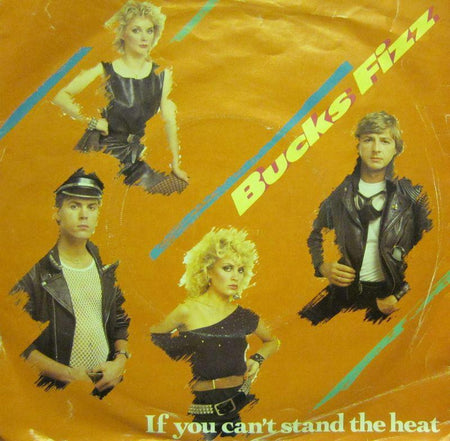 Bucks Fizz
If you can't stand the heat